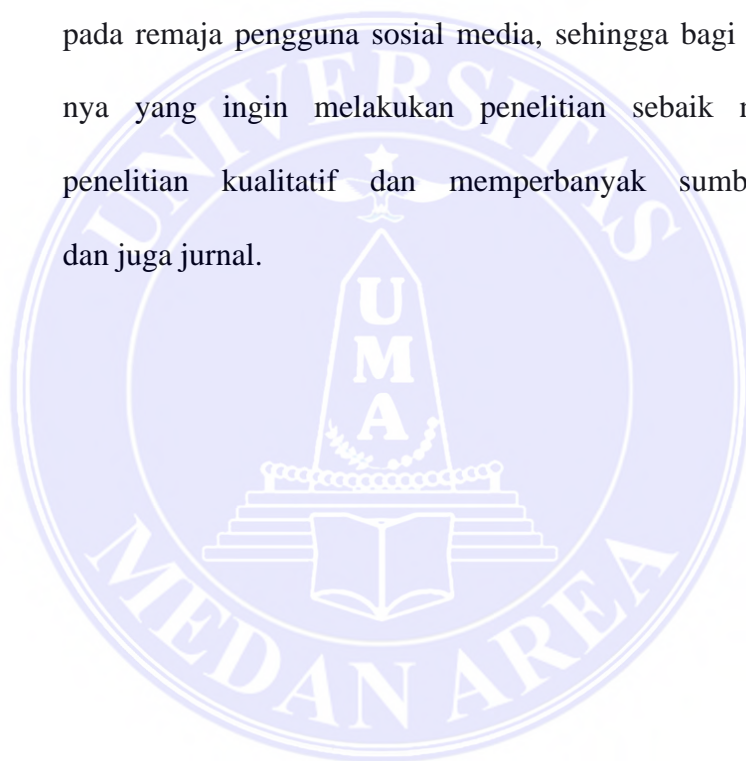 pada remaja pengguna sosial media, sehingga bagi
nya yang ingin melakukan penelitian sebaik
penelitian kualitatif dan memperbanyak
dan juga jurnal.
UNIVERSITAS
UMA
MEDAN AREA